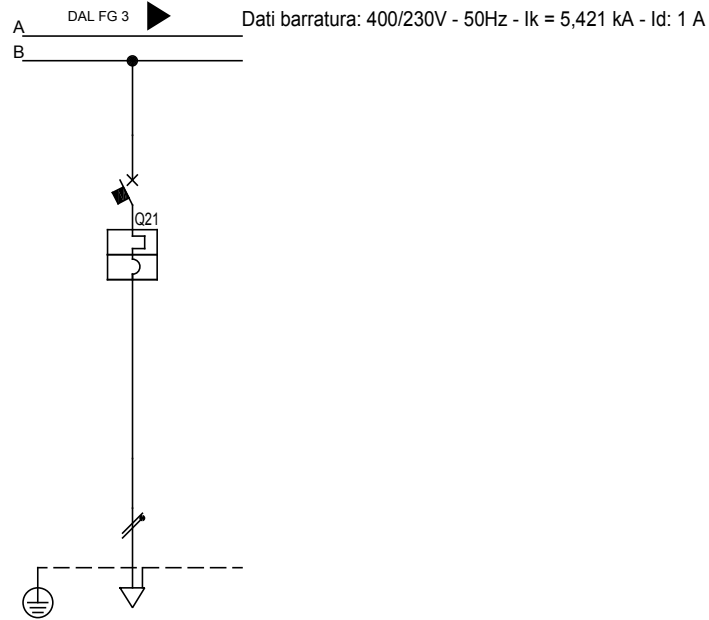 DAL FG 3 Dati barratura: 400/230V - 50Hz - Ik = 5,421 kA - Id: 1 A
A
B
Q21